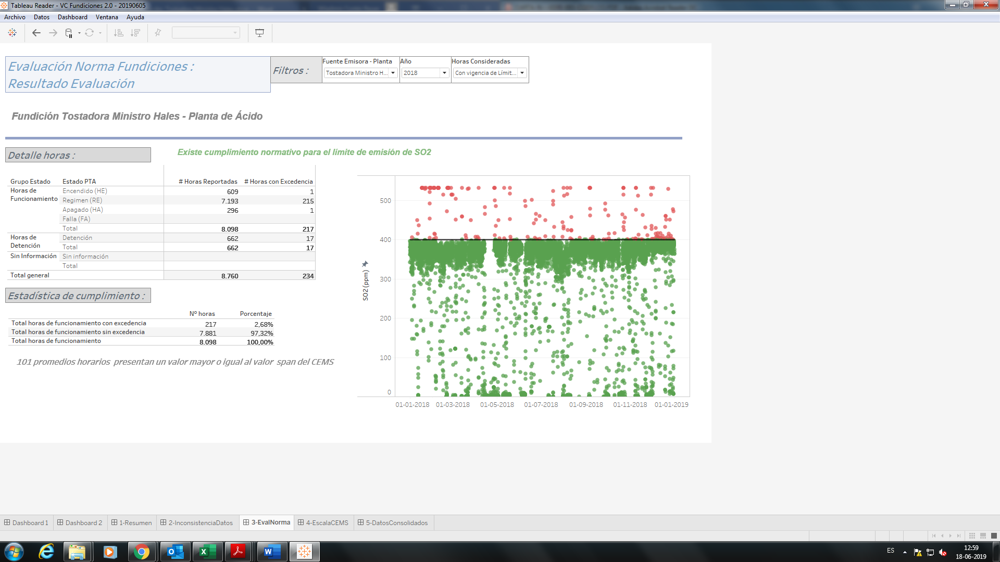 Tableau Reader - VC Fundiciones 2.0 - 20190605
Archivo Datos Dashboard Ventana Ayuda
Evaluación Norma Fundiciones :
Resultado Evaluación
Filtros :
Fuente Emisora - Planta Año Horas Consideradas
Tostadora Ministro H... 2018 Con vigencia de Límit...
Fundición Tostadora Ministro Hales - Planta de Ácido
Detalle horas :
Existe cumplimiento normativo para el límite de emisión de SO2
Grupo Estado Estado PTA # Horas Reportadas # Horas con Excedencia
Horas de Funcionamiento Encendido (HE) 609 1
Regimen (RE) 7.193 215
Apagado (HA) 296 1
Falla (FA)
Total 8.098 217
Horas de Detención Detención 662 17
Total 662 17
Sin Información Sin información
Total
Total general 8.760 234
Estadística de cumplimiento :
Nº horas Porcentaje
Total horas de funcionamiento con excedencia 217 2,68%
Total horas de funcionamiento sin excedencia 7.881 97,32%
Total horas de funcionamiento 8.098 100,00%
101 promedios horarios presentan un valor mayor o igual al valor span del CEMS
SO2 (ppm)
500
400
300
200
100
0
01-01-2018 01-03-2018 01-05-2018 01-07-2018 01-09-2018 01-11-2018 01-01-2019
Dashboard 1 Dashboard 2 1-Resumen 2-InconsistenciaDatos 3-EvalNorma 4-EscalaCEMS 5-DatosConsolidados
ES
12:59
18-06-2019